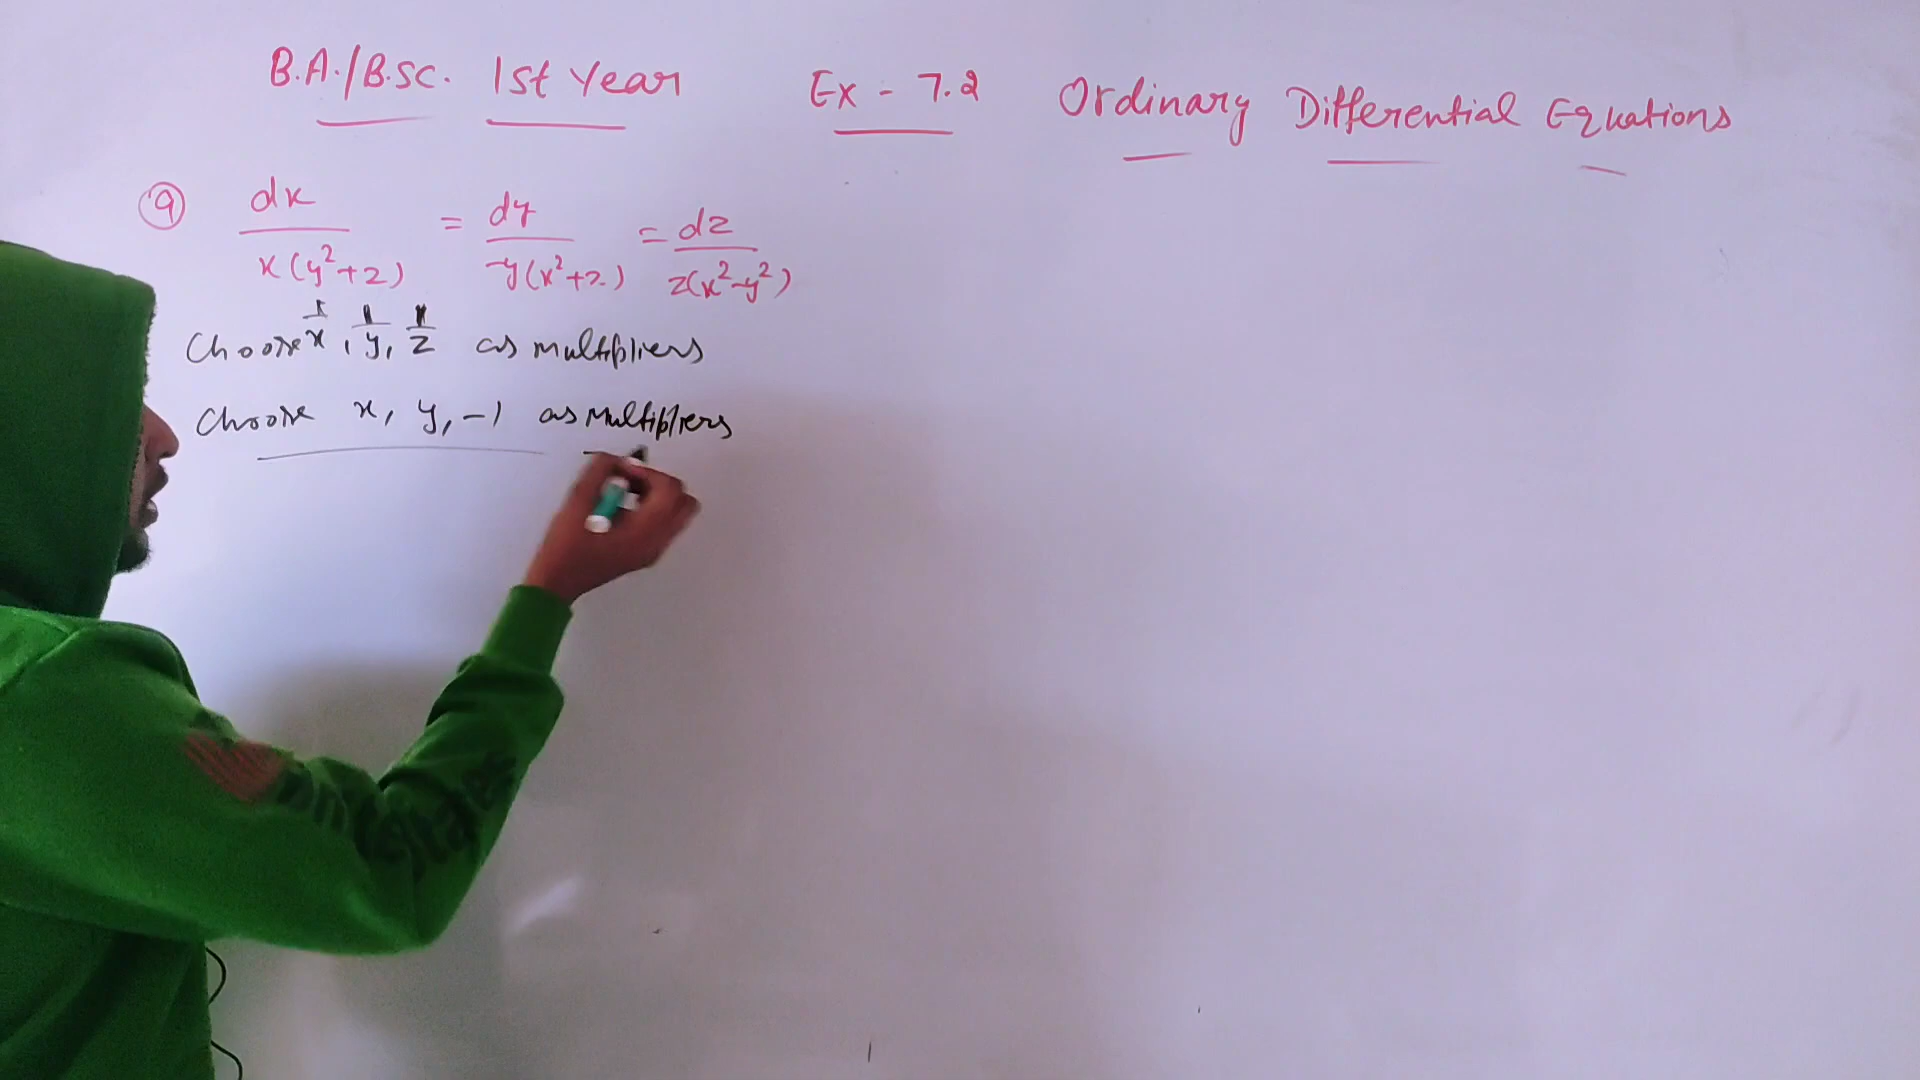 B.A./B.Sc. 1st Year Ex - 7.2 Ordinary Differential Equations
⑨ dx/x(y²+z) = dy/-y(x²+z) = dz/z(x²-y²)
Choose 1/x, 1/y, 1/z as multipliers
Choose x, y, -1 as multipliers